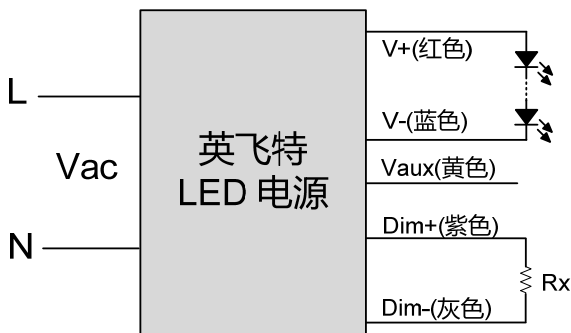 L
Vac
N
英飞特
LED 电源
V+(红色)
V-(蓝色)
Vaux(黄色)
Dim+(紫色)
Dim-(灰色)
Rx